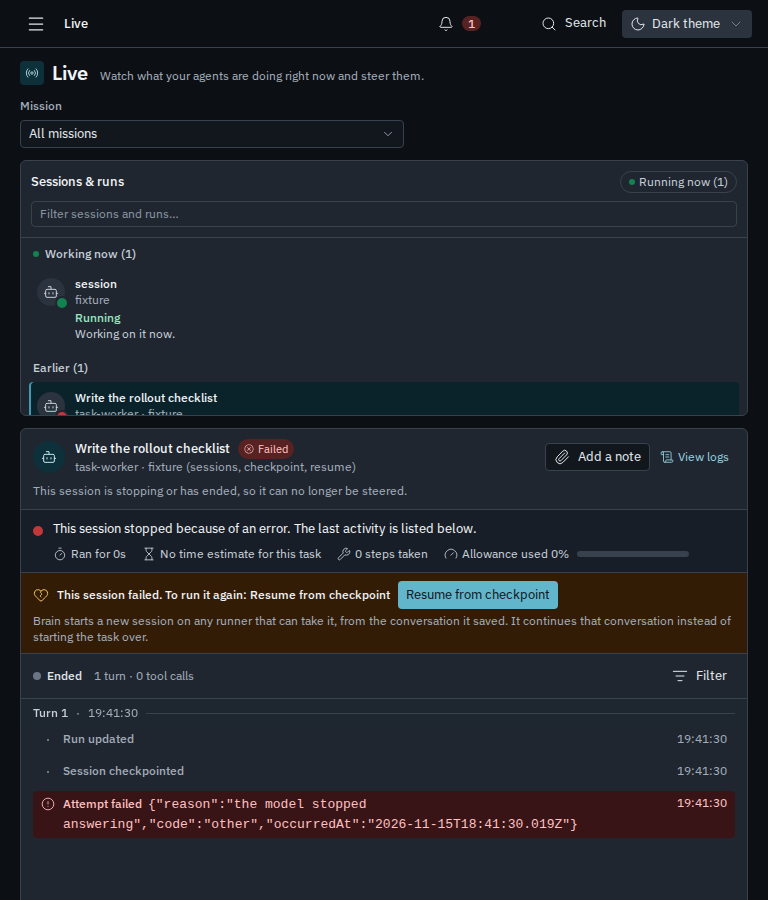 Live
1
Search
Dark theme
Live
Watch what your agents are doing right now and steer them.
Mission
All missions
Sessions & runs
Running now (1)
Filter sessions and runs...
Working now (1)
session
fixture
Running
Working on it now.
Earlier (1)
Write the rollout checklist
task-worker · fixture
Write the rollout checklist
Failed
task-worker · fixture (sessions, checkpoint, resume)
Add a note
View logs
This session is stopping or has ended, so it can no longer be steered.
This session stopped because of an error. The last activity is listed below.
Ran for 0s
No time estimate for this task
0 steps taken
Allowance used 0%
This session failed. To run it again: Resume from checkpoint
Resume from checkpoint
Brain starts a new session on any runner that can take it, from the conversation it saved. It continues that conversation instead of
starting the task over.
Ended
1 turn · 0 tool calls
Filter
Turn 1 · 19:41:30
· Run updated
19:41:30
· Session checkpointed
19:41:30
Attempt failed {"reason":"the model stopped
19:41:30
answering","code":"other","occurredAt":"2026-11-15T18:41:30.019Z"}